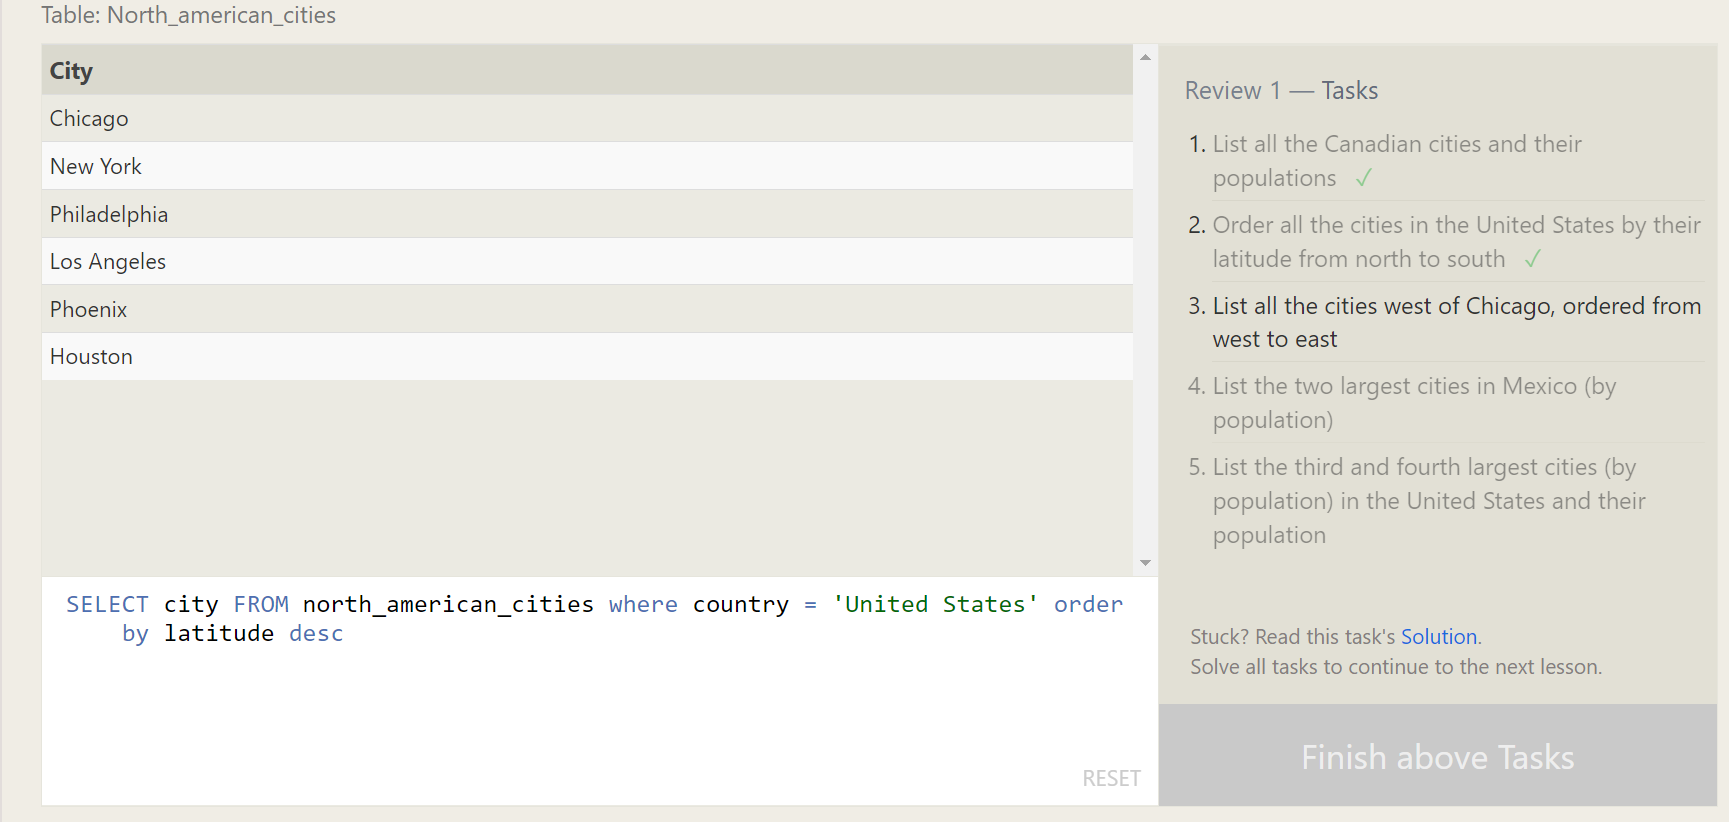 Table: North_american_cities
City
Chicago
New York
Philadelphia
Los Angeles
Phoenix
Houston
SELECT city FROM north_american_cities where country = 'United States' order
by latitude desc
RESET
Review 1 — Tasks
1. List all the Canadian cities and their
populations ✓
2. Order all the cities in the United States by their
latitude from north to south ✓
3. List all the cities west of Chicago, ordered from
west to east
4. List the two largest cities in Mexico (by
population)
5. List the third and fourth largest cities (by
population) in the United States and their
population
Stuck? Read this task's Solution.
Solve all tasks to continue to the next lesson.
Finish above Tasks